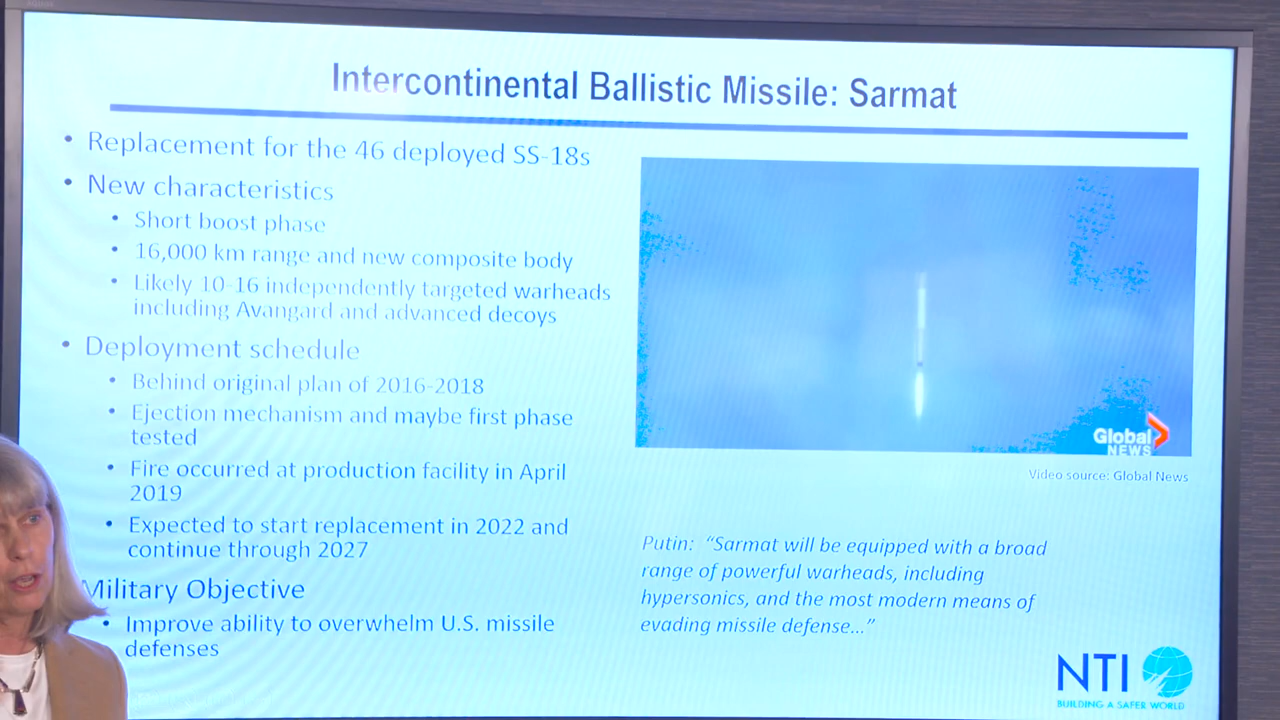 Intercontinental Ballistic Missile: Sarmat
• Replacement for the 46 deployed SS-18s
• New characteristics
• Short boost phase
• 16,000 km range and new composite body
• Likely 10-16 independently targeted warheads
including Avangard and advanced decoys
• Deployment schedule
• Behind original plan of 2016-2018
• Ejection mechanism and maybe first phase
tested
• Fire occurred at production facility in April
2019
• Expected to start replacement in 2022 and
continue through 2027
Military Objective
• Improve ability to overwhelm U.S. missile
defenses
Global
NEWS
Video source: Global News
Putin: “Sarmat will be equipped with a broad
range of powerful warheads, including
hypersonics, and the most modern means of
evading missile defense...”
NTI
BUILDING A SAFER WORLD